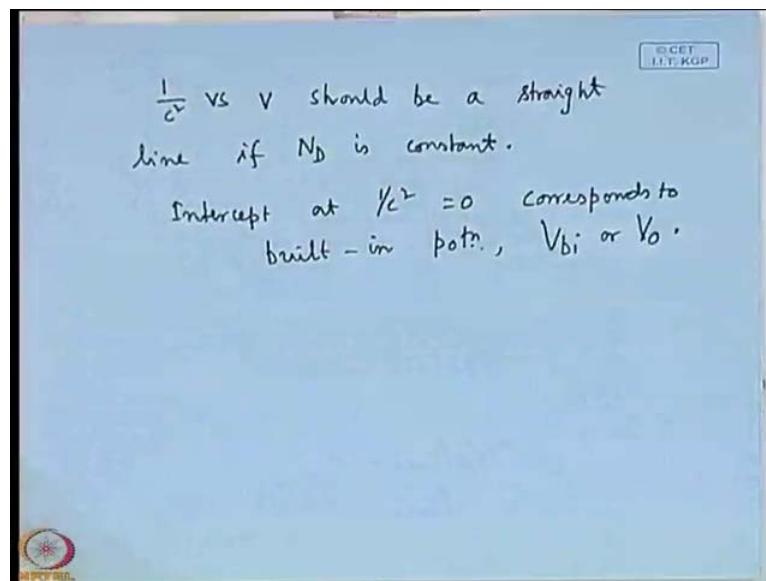 © CET
I.I.T. KGP
1/c² vs V should be a straight
line if N_D is constant.
Intercept at 1/c² = 0 corresponds to
built-in potn., V_bi or V_0.
NPTEL